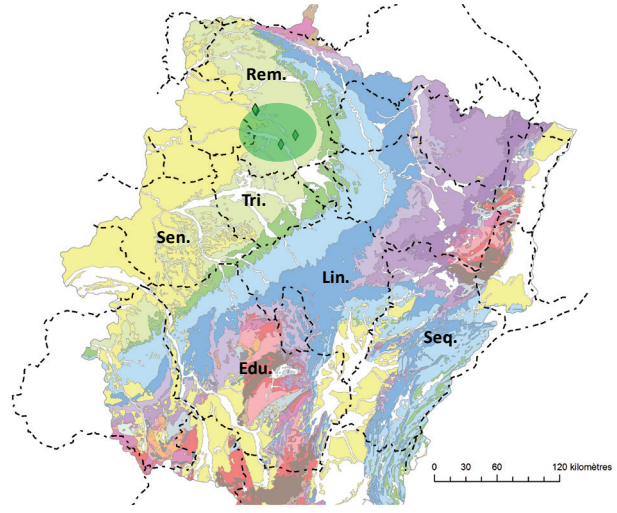 Rem.
Tri.
Sen.
Lin.
Seq.
Edu.
0 30 60 120 kilomètres